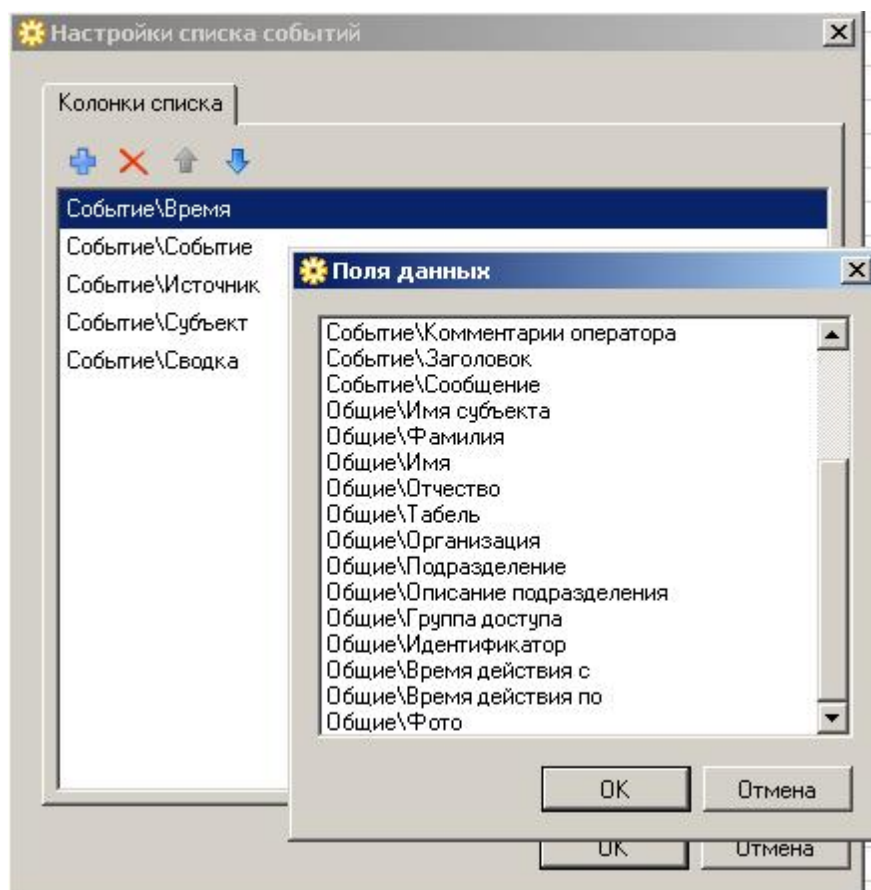 Настройки списка событий
Колонки списка
Событие\Время
Событие\Событие
Событие\Источник
Событие\Субъект
Событие\Сводка
Поля данных
Событие\Комментарии оператора
Событие\Заголовок
Событие\Сообщение
Общие\Имя субъекта
Общие\Фамилия
Общие\Имя
Общие\Отчество
Общие\Табель
Общие\Организация
Общие\Подразделение
Общие\Описание подразделения
Общие\Группа доступа
Общие\Идентификатор
Общие\Время действия с
Общие\Время действия по
Общие\Фото
OK Отмена
OK Отмена